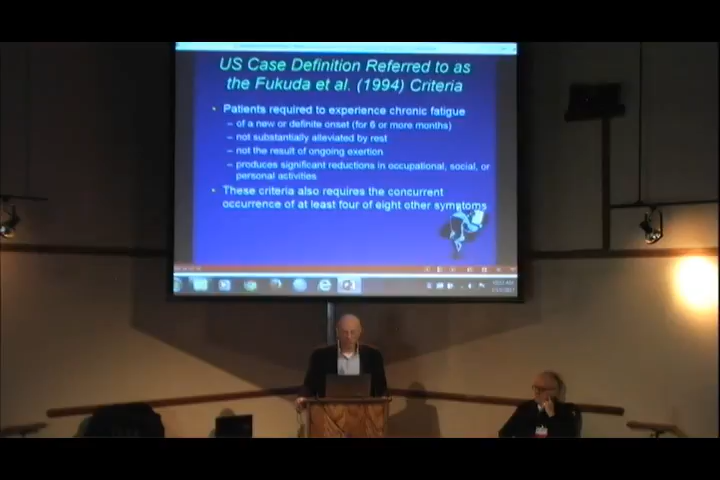 US Case Definition Referred to as
the Fukuda et al. (1994) Criteria
• Patients required to experience chronic fatigue
– of a new or definite onset (for 6 or more months)
– not substantially alleviated by rest
– not the result of ongoing exertion
– produces significant reductions in occupational, social, or
personal activities
• These criteria also requires the concurrent
occurrence of at least four of eight other symptoms